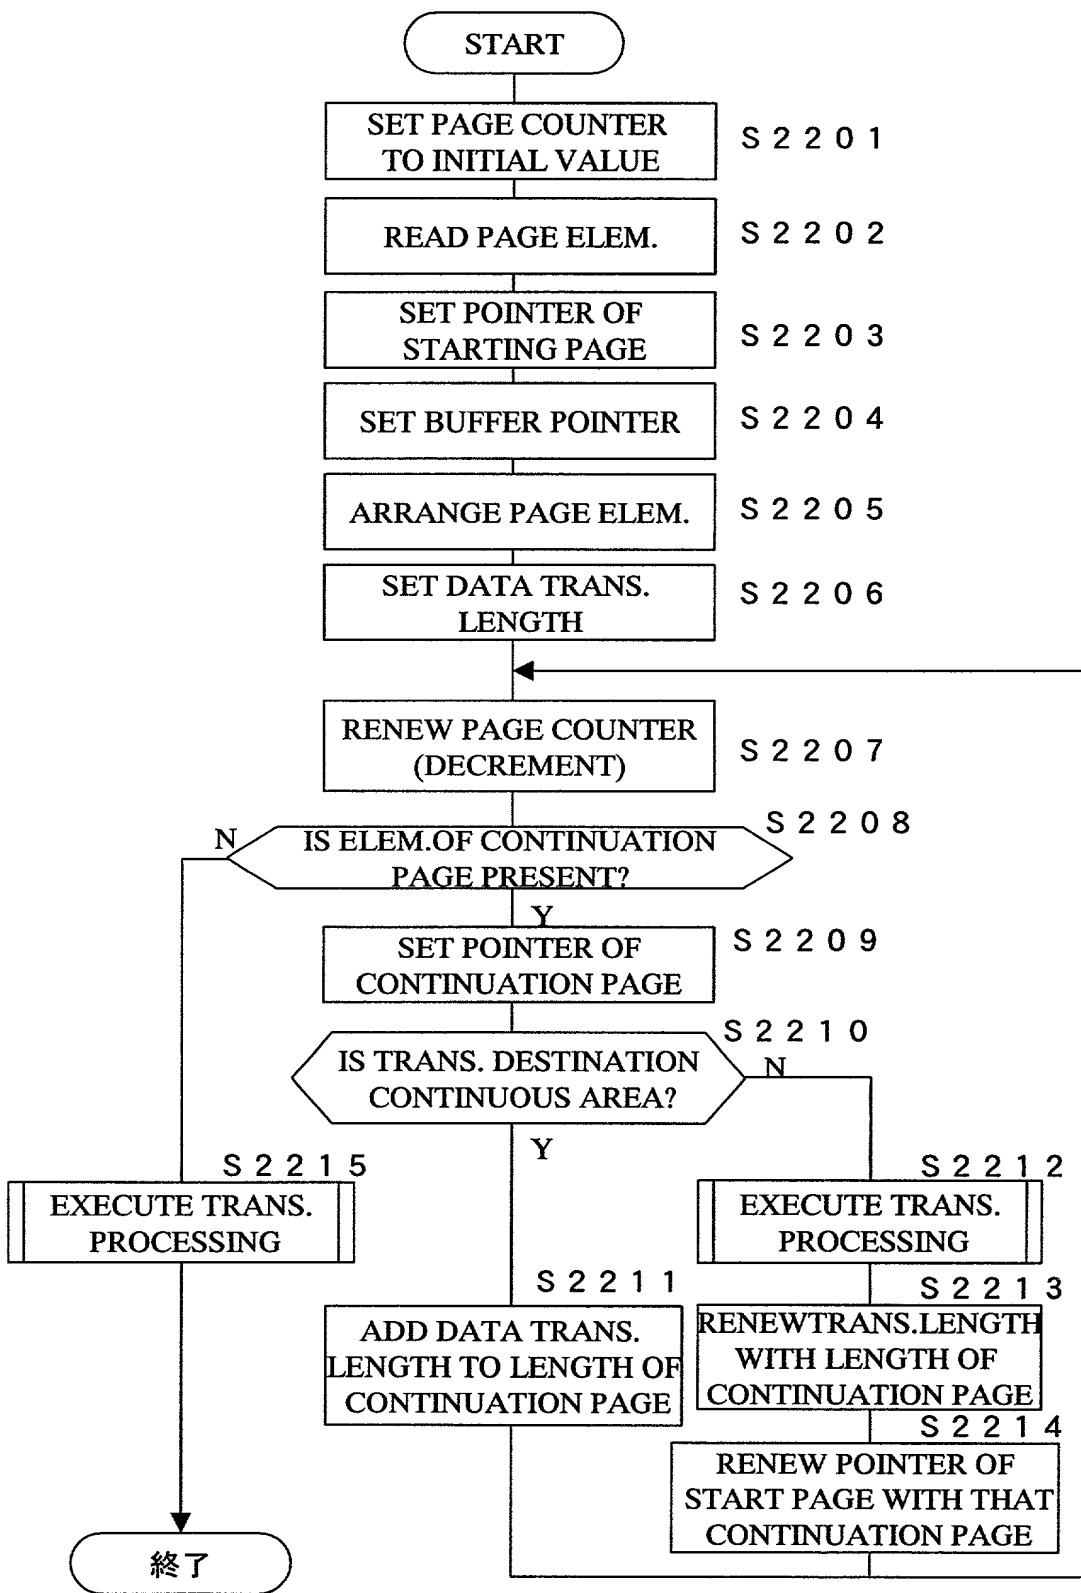 START
SET PAGE COUNTER
TO INITIAL VALUE
S2201
READ PAGE ELEM.
S2202
SET POINTER OF
STARTING PAGE
S2203
SET BUFFER POINTER
S2204
ARRANGE PAGE ELEM.
S2205
SET DATA TRANS.
LENGTH
S2206
RENEW PAGE COUNTER
(DECREMENT)
S2207
S2208
N
IS ELEM.OF CONTINUATION
PAGE PRESENT?
Y
SET POINTER OF
CONTINUATION PAGE
S2209
S2210
IS TRANS. DESTINATION
CONTINUOUS AREA?
N
Y
S2215
EXECUTE TRANS.
PROCESSING
S2212
EXECUTE TRANS.
PROCESSING
S2211
ADD DATA TRANS.
LENGTH TO LENGTH OF
CONTINUATION PAGE
S2213
RENEWTRANS.LENGTH
WITH LENGTH OF
CONTINUATION PAGE
S2214
RENEW POINTER OF
START PAGE WITH THAT
CONTINUATION PAGE
終了